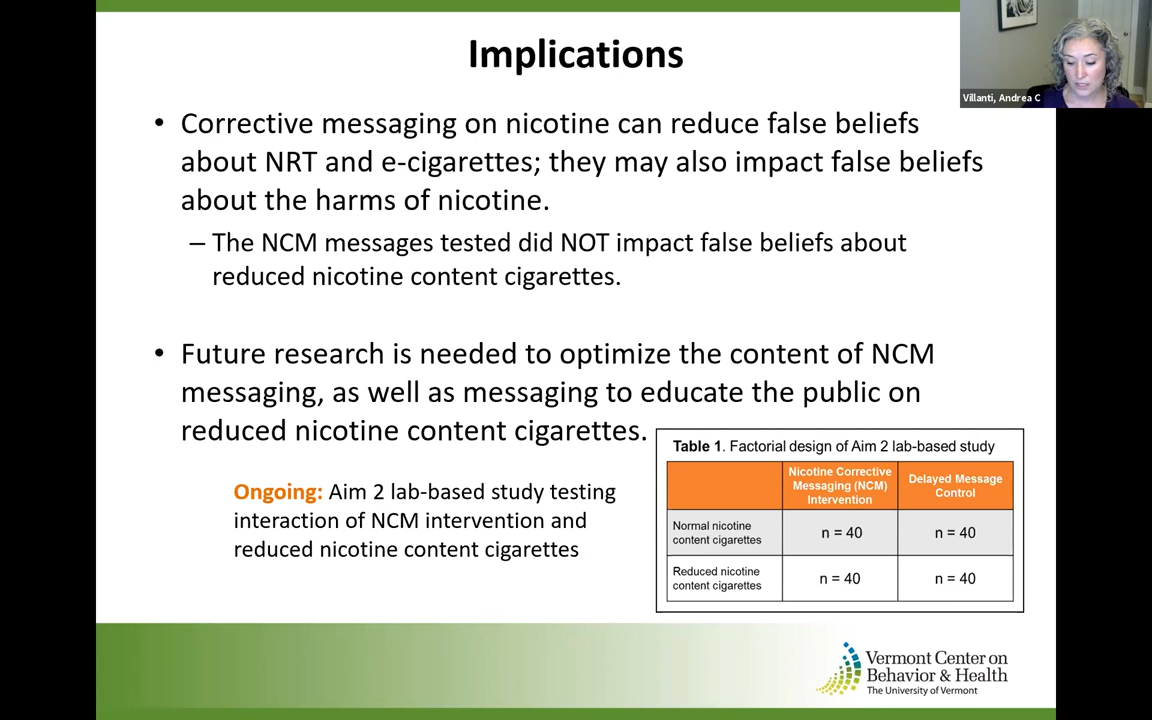 Implications
Villanti, Andrea C
• Corrective messaging on nicotine can reduce false beliefs
about NRT and e-cigarettes; they may also impact false beliefs
about the harms of nicotine.
– The NCM messages tested did NOT impact false beliefs about
reduced nicotine content cigarettes.
• Future research is needed to optimize the content of NCM
messaging, as well as messaging to educate the public on
reduced nicotine content cigarettes.
Ongoing: Aim 2 lab-based study testing
interaction of NCM intervention and
reduced nicotine content cigarettes
Table 1. Factorial design of Aim 2 lab-based study
Nicotine Corrective
Messaging (NCM)
Intervention
Delayed Message
Control
Normal nicotine
content cigarettes
n = 40
n = 40
Reduced nicotine
content cigarettes
n = 40
n = 40
Vermont Center on
Behavior & Health
The University of Vermont